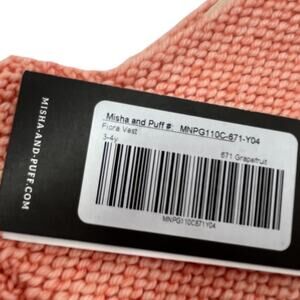 MISHA-AND-PUFF.COM
Misha and Puff #: MNPG110C-671-Y04
Flora Vest
3-4y
671 Grapefruit
MNPG110C671Y04